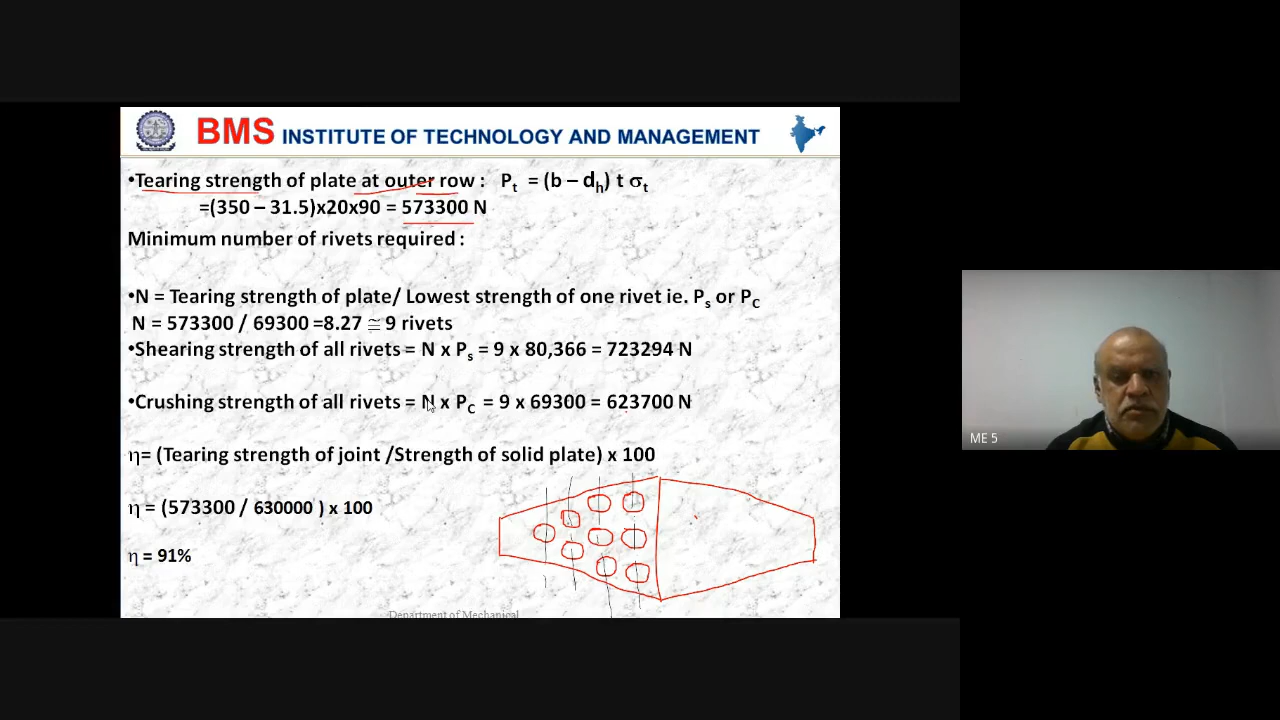 BMS INSTITUTE OF TECHNOLOGY AND MANAGEMENT
•Tearing strength of plate at outer row : Pt = (b – dh) t σt
=(350 – 31.5)x20x90 = 573300 N
Minimum number of rivets required :
•N = Tearing strength of plate/ Lowest strength of one rivet ie. Ps or PC
N = 573300 / 69300 =8.27 ≅ 9 rivets
•Shearing strength of all rivets = N x Ps = 9 x 80,366 = 723294 N
•Crushing strength of all rivets = N x PC = 9 x 69300 = 623700 N
η= (Tearing strength of joint /Strength of solid plate) x 100
η = (573300 / 630000 ) x 100
η = 91%
Department of Mechanical
ME 5